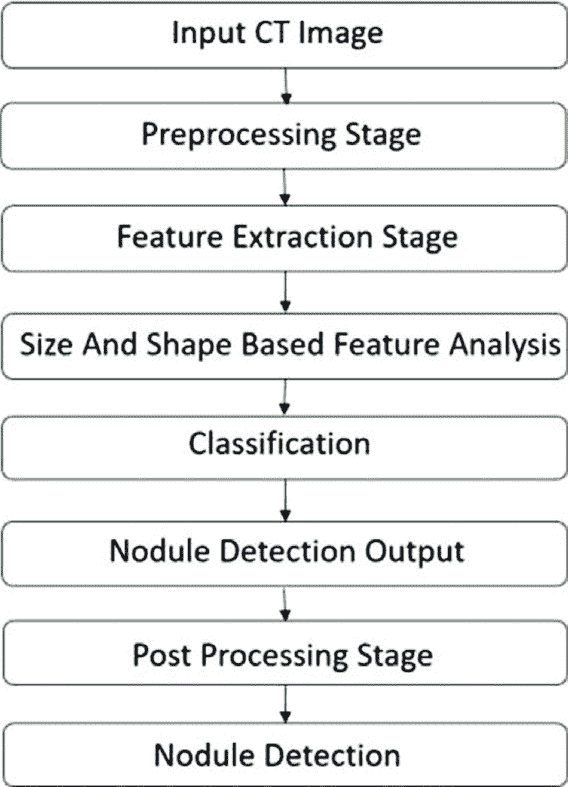 Input CT Image
Preprocessing Stage
Feature Extraction Stage
Size And Shape Based Feature Analysis
Classification
Nodule Detection Output
Post Processing Stage
Nodule Detection